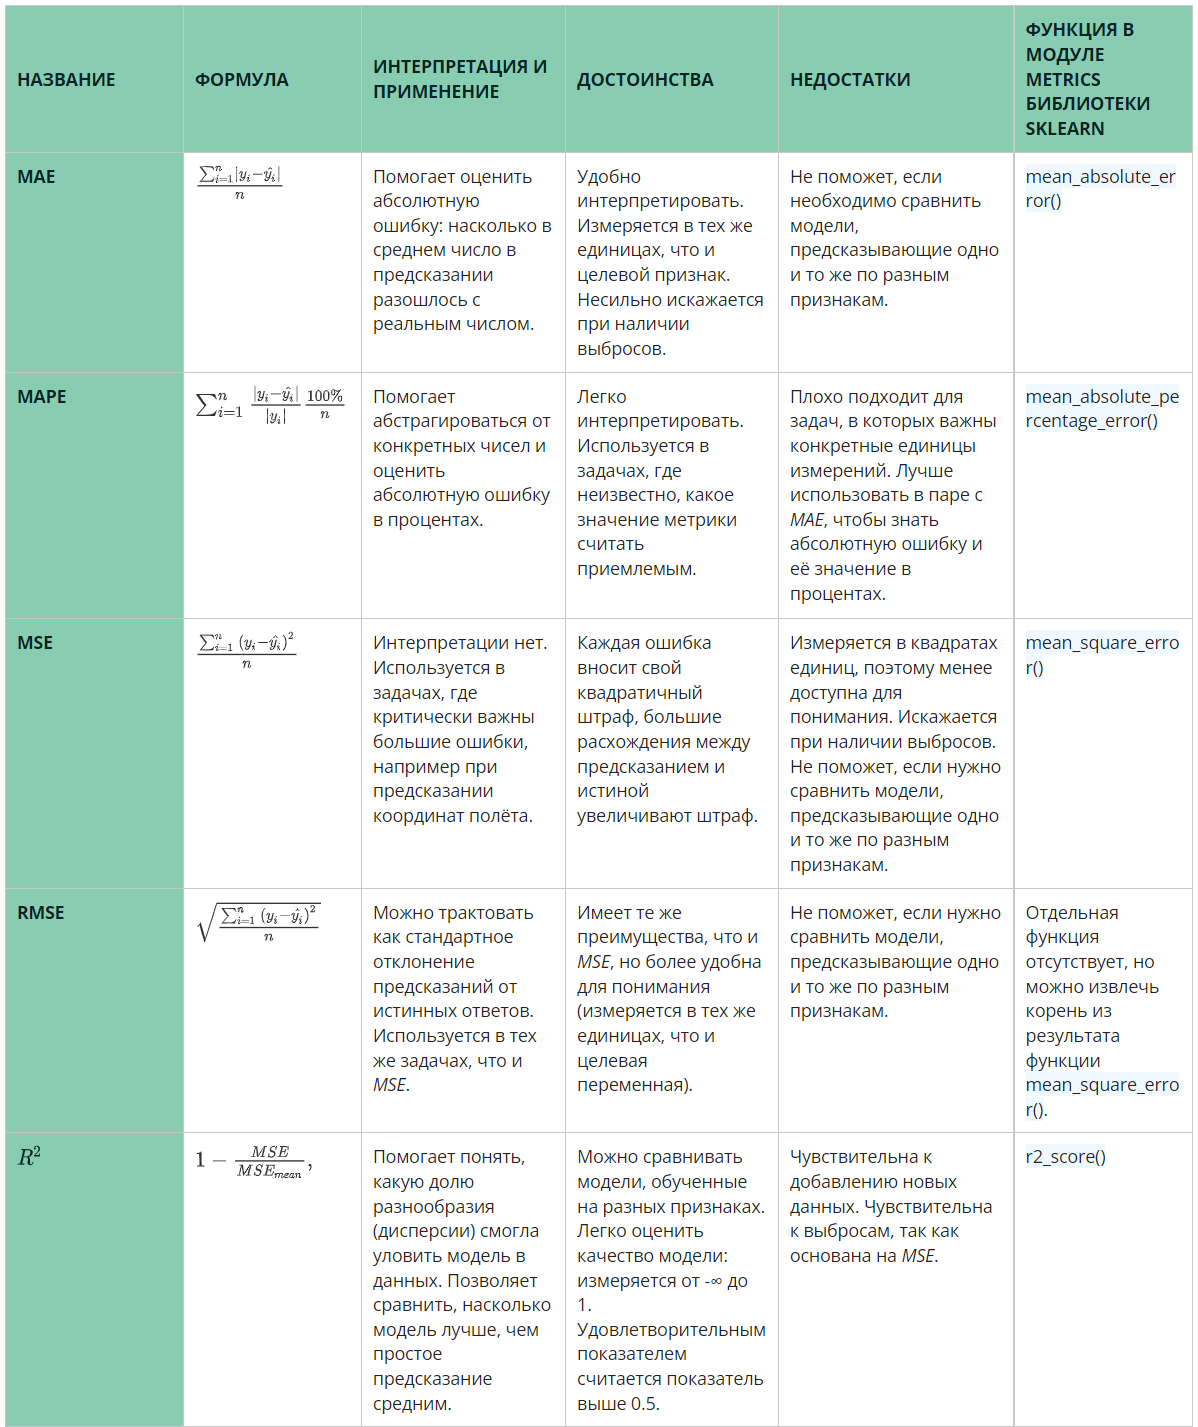 НАЗВАНИЕ
ФОРМУЛА
ИНТЕРПРЕТАЦИЯ И
ПРИМЕНЕНИЕ
ДОСТОИНСТВА
НЕДОСТАТКИ
ФУНКЦИЯ В
МОДУЛЕ
METRICS
БИБЛИОТЕКИ
SKLEARN
MAE
\frac{\sum_{i=1}^{n}|y_i-\hat{y_i}|}{n}
Помогает оценить
абсолютную
ошибку: насколько в
среднем число в
предсказании
разошлось с
реальным числом.
Удобно
интерпретировать.
Измеряется в тех же
единицах, что и
целевой признак.
Несильно искажается
при наличии
выбросов.
Не поможет, если
необходимо сравнить
модели,
предсказывающие одно
и то же по разным
признакам.
mean_absolute_er
ror()
MAPE
\sum_{i=1}^{n} \frac{|y_i-\hat{y_i}|}{|y_i|} \frac{100\%}{n}
Помогает
абстрагироваться от
конкретных чисел и
оценить
абсолютную ошибку
в процентах.
Легко
интерпретировать.
Используется в
задачах, где
неизвестно, какое
значение метрики
считать
приемлемым.
Плохо подходит для
задач, в которых важны
конкретные единицы
измерений. Лучше
использовать в паре с
MAE, чтобы знать
абсолютную ошибку и
её значение в
процентах.
mean_absolute_pe
rcentage_error()
MSE
\frac{\sum_{i=1}^{n}(y_i-\hat{y_i})^2}{n}
Интерпретации нет.
Используется в
задачах, где
критически важны
большие ошибки,
например при
предсказании
координат полёта.
Каждая ошибка
вносит свой
квадратичный
штраф, большие
расхождения между
предсказанием и
истиной
увеличивают штраф.
Измеряется в квадратах
единиц, поэтому менее
доступна для
понимания. Искажается
при наличии выбросов.
Не поможет, если нужно
сравнить модели,
предсказывающие одно
и то же по разным
признакам.
mean_square_erro
r()
RMSE
\sqrt{\frac{\sum_{i=1}^{n}(y_i-\hat{y_i})^2}{n}}
Можно трактовать
как стандартное
отклонение
предсказаний от
истинных ответов.
Используется в тех
же задачах, что и
MSE.
Имеет те же
преимущества, что и
MSE, но более удобна
для понимания
(измеряется в тех же
единицах, что и
целевая
переменная).
Не поможет, если нужно
сравнить модели,
предсказывающие одно
и то же по разным
признакам.
Отдельная
функция
отсутствует, но
можно извлечь
корень из
результата
функции
mean_square_erro
r().
R^2
1 - \frac{MSE}{MSE_{mean}},
Помогает понять,
какую долю
разнообразия
(дисперсии) смогла
уловить модель в
данных. Позволяет
сравнить, насколько
модель лучше, чем
простое
предсказание
средним.
Можно сравнивать
модели, обученные
на разных признаках.
Легко оценить
качество модели:
измеряется от -∞ до
1.
Удовлетворительным
показателем
считается показатель
выше 0.5.
Чувствительна к
добавлению новых
данных. Чувствительна
к выбросам, так как
основана на MSE.
r2_score()